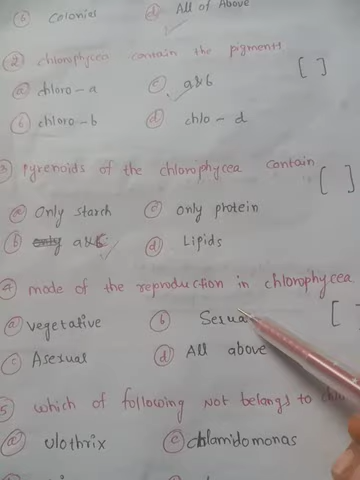 ⓑ colonies ⓓ All of Above
② chlorophycea contain the pigments [ ]
ⓐ chloro-a ⓒ a&b
ⓑ chloro-b ⓓ chlo-d
③ pyrenoids of the chlorophycea contain [ ]
ⓐ Only starch ⓒ only protein
ⓑ a&c ⓓ Lipids
④ mode of the reproduction in chlorophycea [
ⓐ vegetative ⓑ
ⓒ Asexual ⓓ All above
5 which of following not belongs to
ⓐ ulothrix ⓒ chlamidomonas